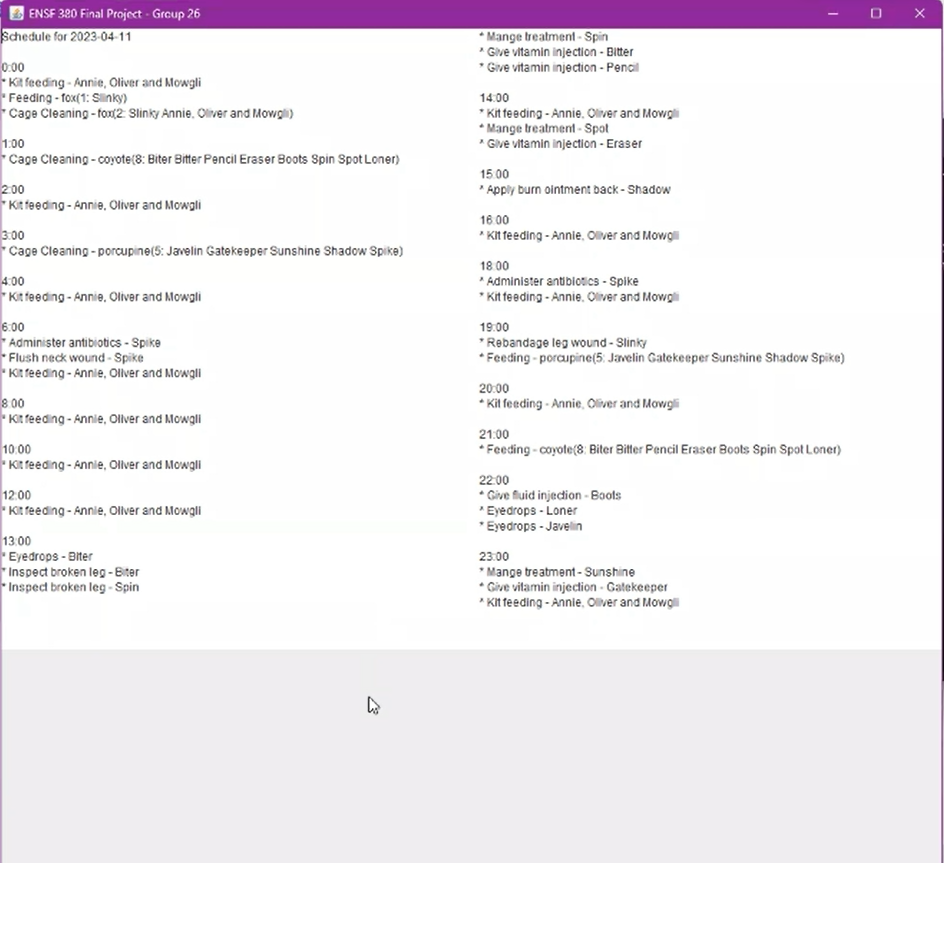 ENSF 380 Final Project - Group 26
Schedule for 2023-04-11
0:00
* Kit feeding - Annie, Oliver and Mowgli
* Feeding - fox(1: Slinky)
* Cage Cleaning - fox(2: Slinky Annie, Oliver and Mowgli)
1:00
* Cage Cleaning - coyote(8: Biter Bitter Pencil Eraser Boots Spin Spot Loner)
2:00
* Kit feeding - Annie, Oliver and Mowgli
3:00
* Cage Cleaning - porcupine(5: Javelin Gatekeeper Sunshine Shadow Spike)
4:00
* Kit feeding - Annie, Oliver and Mowgli
6:00
* Administer antibiotics - Spike
* Flush neck wound - Spike
* Kit feeding - Annie, Oliver and Mowgli
8:00
* Kit feeding - Annie, Oliver and Mowgli
10:00
* Kit feeding - Annie, Oliver and Mowgli
12:00
* Kit feeding - Annie, Oliver and Mowgli
13:00
* Eyedrops - Biter
* Inspect broken leg - Biter
* Inspect broken leg - Spin
* Mange treatment - Spin
* Give vitamin injection - Bitter
* Give vitamin injection - Pencil
14:00
* Kit feeding - Annie, Oliver and Mowgli
* Mange treatment - Spot
* Give vitamin injection - Eraser
15:00
* Apply burn ointment back - Shadow
16:00
* Kit feeding - Annie, Oliver and Mowgli
18:00
* Administer antibiotics - Spike
* Kit feeding - Annie, Oliver and Mowgli
19:00
* Rebandage leg wound - Slinky
* Feeding - porcupine(5: Javelin Gatekeeper Sunshine Shadow Spike)
20:00
* Kit feeding - Annie, Oliver and Mowgli
21:00
* Feeding - coyote(8: Biter Bitter Pencil Eraser Boots Spin Spot Loner)
22:00
* Give fluid injection - Boots
* Eyedrops - Loner
* Eyedrops - Javelin
23:00
* Mange treatment - Sunshine
* Give vitamin injection - Gatekeeper
* Kit feeding - Annie, Oliver and Mowgli